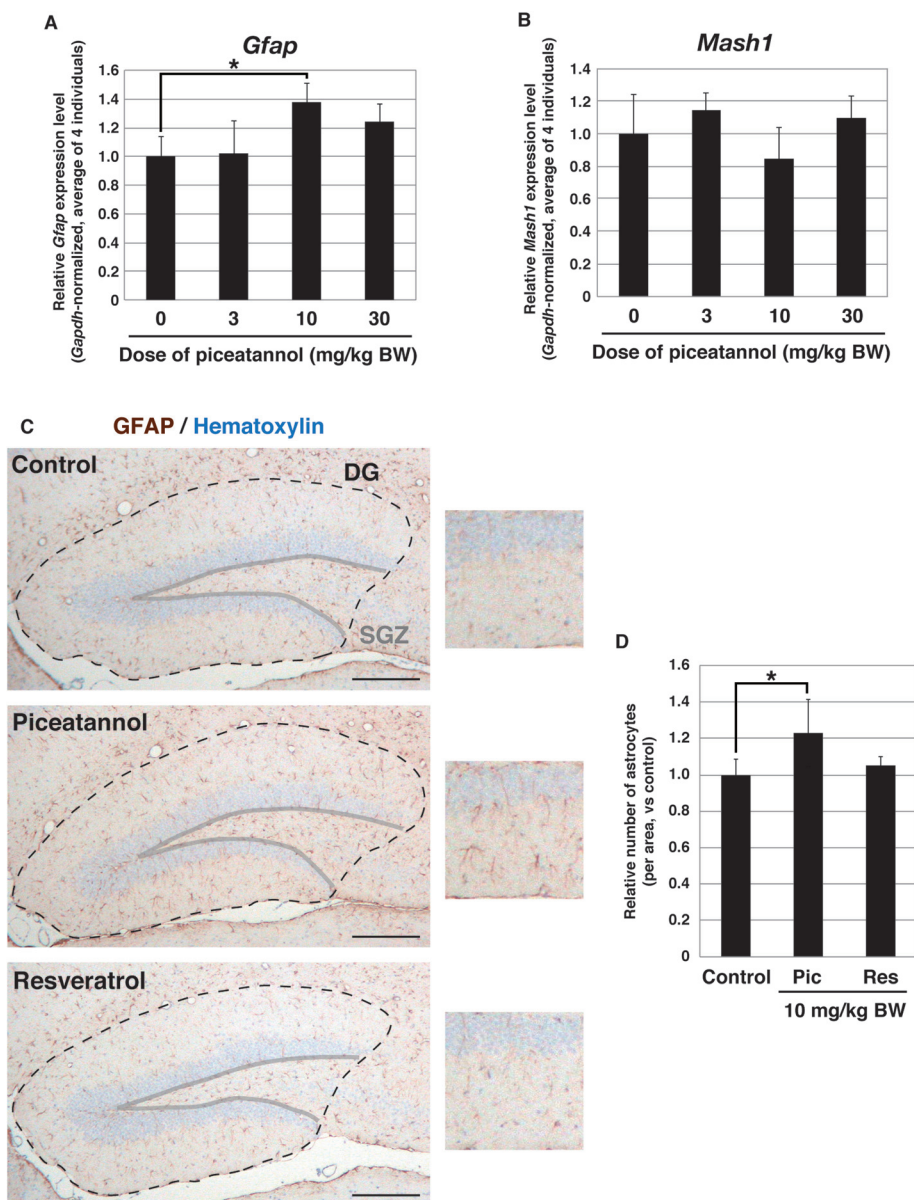 A
Gfap
Relative Gfap expression level
(Gapdh-normalized, average of 4 individuals)
1.6
1.4
1.2
1.0
0.8
0.6
0.4
0.2
0
*
0 3 10 30
Dose of piceatannol (mg/kg BW)
B
Mash1
Relative Mash1 expression level
(Gapdh-normalized, average of 4 individuals)
1.4
1.2
1.0
0.8
0.6
0.4
0.2
0
0 3 10 30
Dose of piceatannol (mg/kg BW)
C
GFAP / Hematoxylin
Control
DG
SGZ
Piceatannol
Resveratrol
D
Relative number of astrocytes
(per area, vs control)
1.6
1.4
1.2
1.0
0.8
0.6
0.4
0.2
0
*
Control Pic Res
10 mg/kg BW